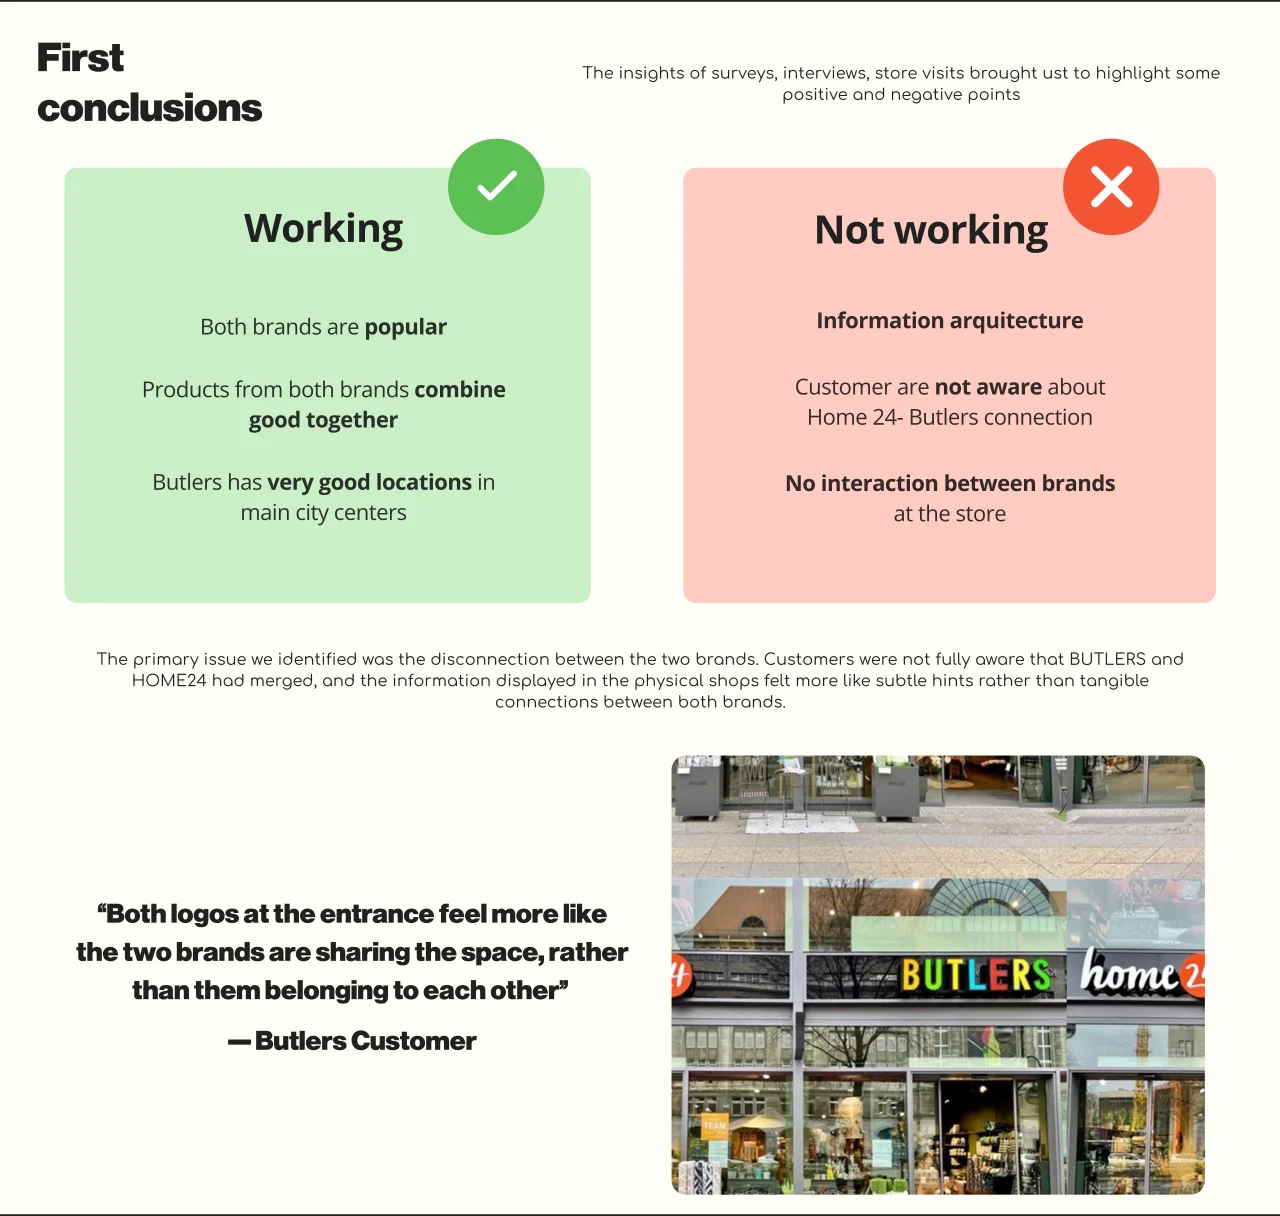 First
conclusions
The insights of surveys, interviews, store visits brought ust to highlight some
positive and negative points
Working
Both brands are popular
Products from both brands combine
good together
Butlers has very good locations in
main city centers
Not working
Information arquitecture
Customer are not aware about
Home 24- Butlers connection
No interaction between brands
at the store
The primary issue we identified was the disconnection between the two brands. Customers were not fully aware that BUTLERS and
HOME24 had merged, and the information displayed in the physical shops felt more like subtle hints rather than tangible
connections between both brands.
“Both logos at the entrance feel more like
the two brands are sharing the space, rather
than them belonging to each other”
— Butlers Customer
4
BUTLERS
home24
TEAM